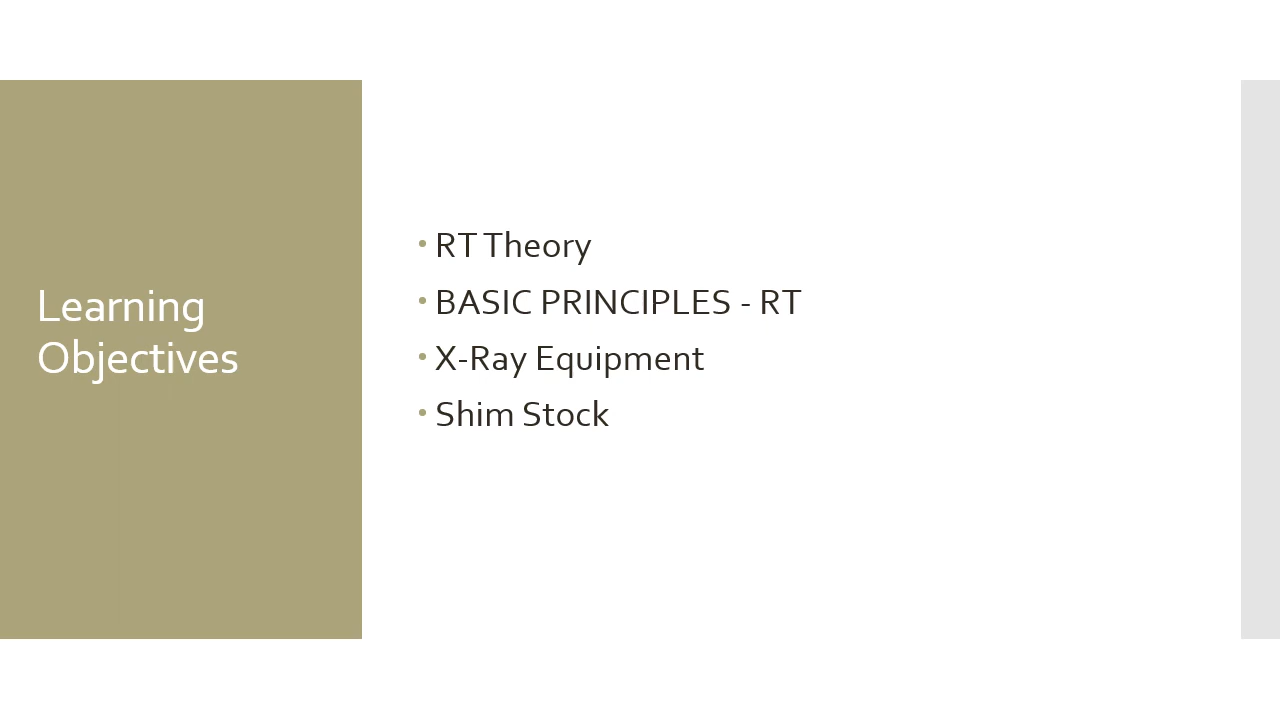 Learning
Objectives
• RT Theory
• BASIC PRINCIPLES - RT
• X-Ray Equipment
• Shim Stock